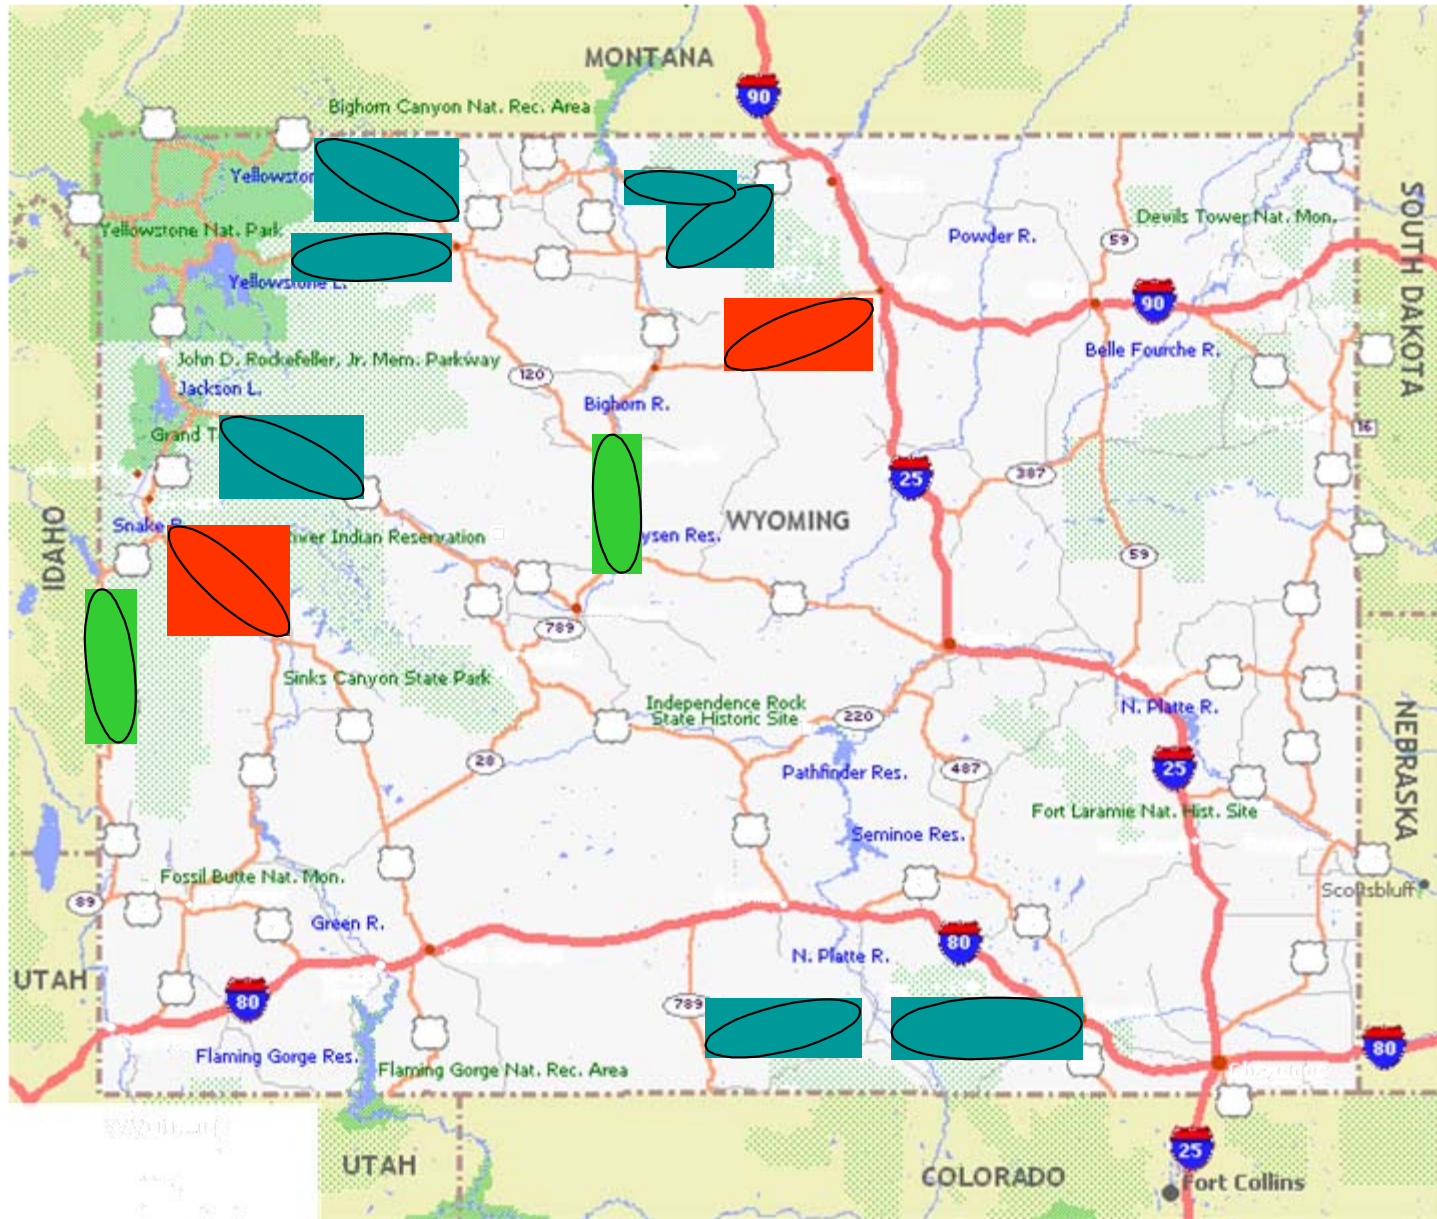 MONTANA
90
Bighorn Canyon Nat. Rec. Area
Yellowstone Nat. Park
Yellowstone L.
Devils Tower Nat. Mon.
Powder R.
59
90
SOUTH DAKOTA
Belle Fourche R.
John D. Rockefeller, Jr. Mem. Parkway
Jackson L.
120
Bighorn R.
16
Grand
25
387
WYOMING
Snake
Indian Reservation
Res.
IDAHO
59
789
Sinks Canyon State Park
Independence Rock
State Historic Site
220
N. Platte R.
NEBRASKA
28
Pathfinder Res.
487
25
Fort Laramie Nat. Hist. Site
Seminoe Res.
Fossil Butte Nat. Mon.
Scottsbluff
89
Green R.
80
N. Platte R.
UTAH
80
789
Flaming Gorge Res.
Flaming Gorge Nat. Rec. Area
80
UTAH
COLORADO
25
Fort Collins